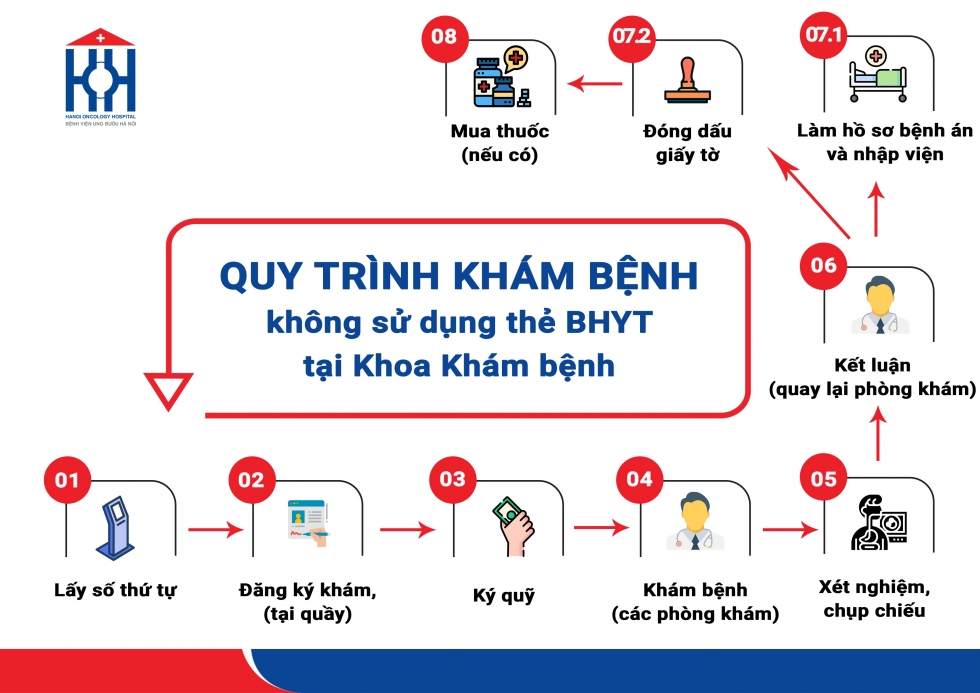 HANOI ONCOLOGY HOSPITAL
BỆNH VIỆN UNG BƯỚU HÀ NỘI
QUY TRÌNH KHÁM BỆNH
không sử dụng thẻ BHYT
tại Khoa Khám bệnh
01
Lấy số thứ tự
02
Đăng ký khám,
(tại quầy)
03
Ký quỹ
04
Khám bệnh
(các phòng khám)
05
Xét nghiệm,
chụp chiếu
06
Kết luận
(quay lại phòng khám)
07.1
Làm hồ sơ bệnh án
và nhập viện
07.2
Đóng dấu
giấy tờ
08
Mua thuốc
(nếu có)